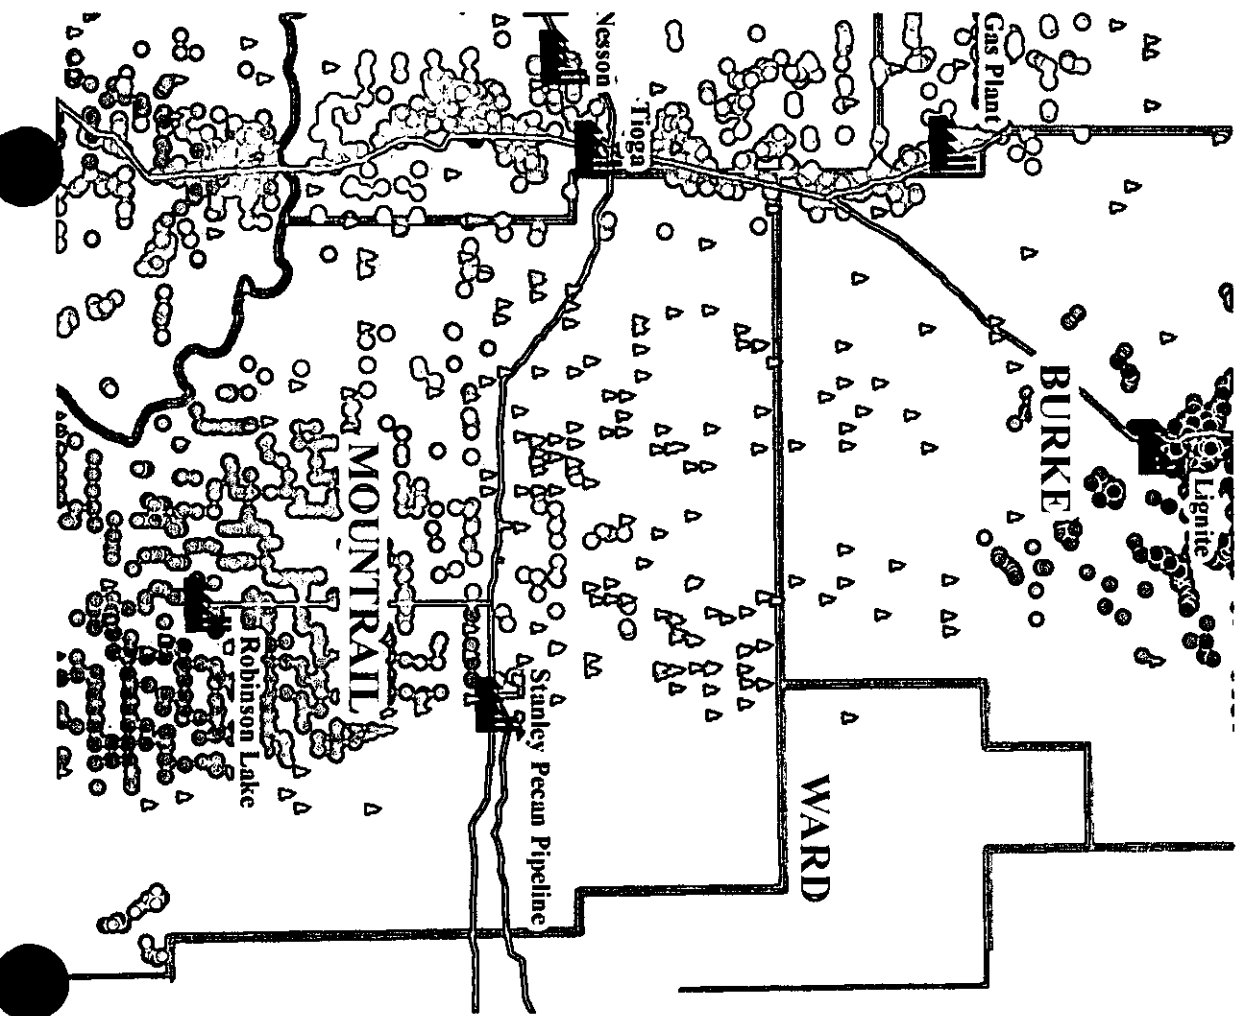 Gas Plant
Nesson
Tioga
BURKE
Lignite
MOUNTRAIL
Robinson Lake
Stanley Pecan Pipeline
WARD